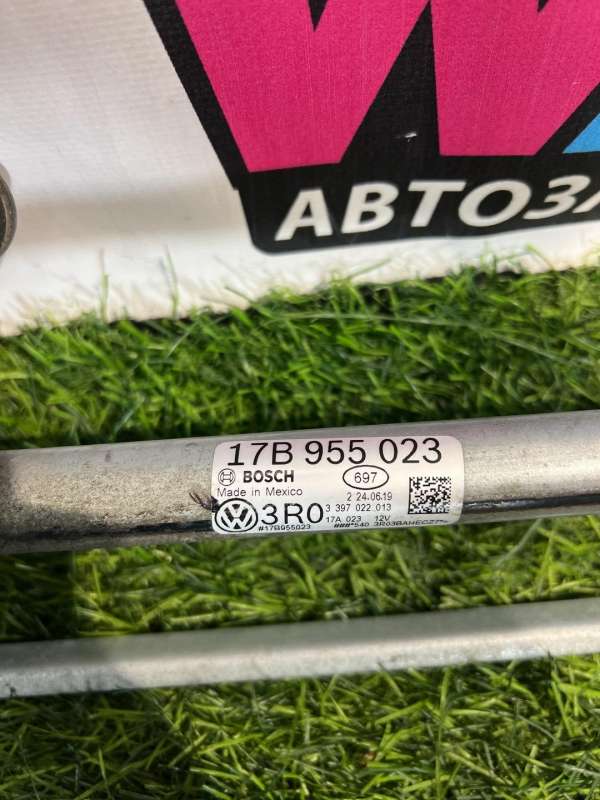 АВТОЗА
17B 955 023
BOSCH 697
Made in Mexico 2 24.06.19
3R0 3 397 022 013
17A 023 12V
#17B955023